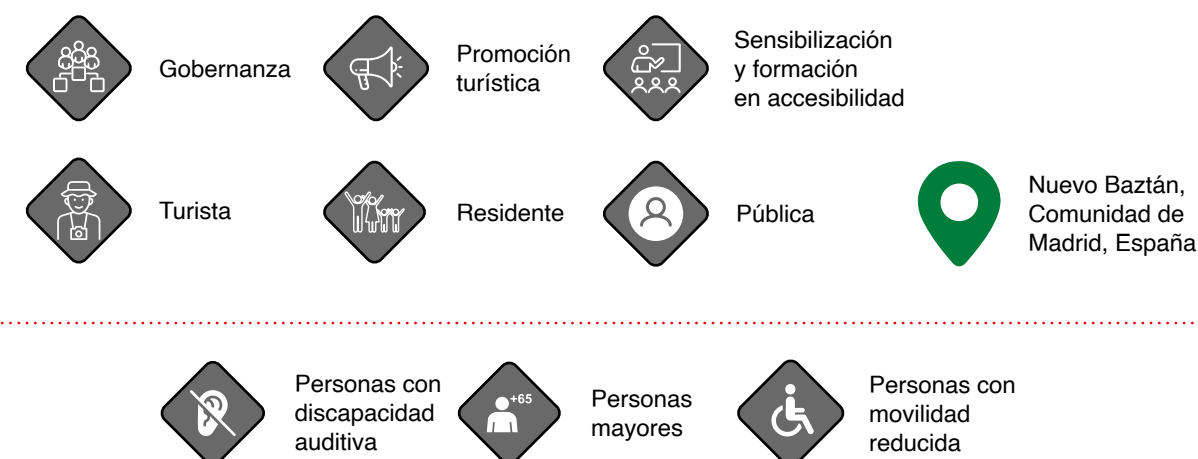 Gobernanza
Promoción
turística
Sensibilización
y formación
en accesibilidad
Turista
Residente
Pública
Nuevo Baztán,
Comunidad de
Madrid, España
Personas con
discapacidad
auditiva
+65
Personas
mayores
Personas con
movilidad
reducida